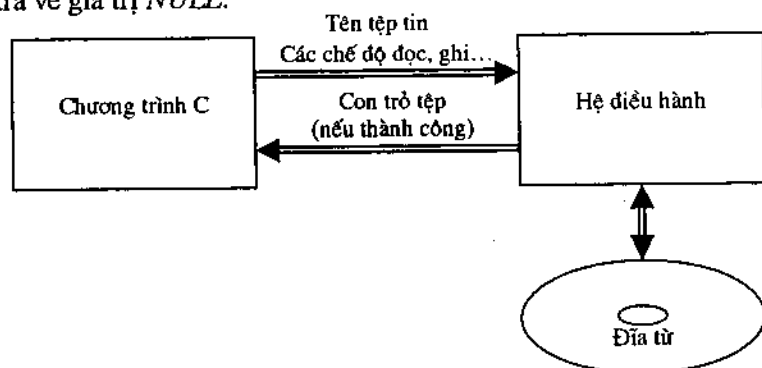 trả về giá trị NULL.
Tên tệp tin
Các chế độ đọc, ghi...
Chương trình C
Con trỏ tệp
(nếu thành công)
Hệ điều hành
Đĩa từ